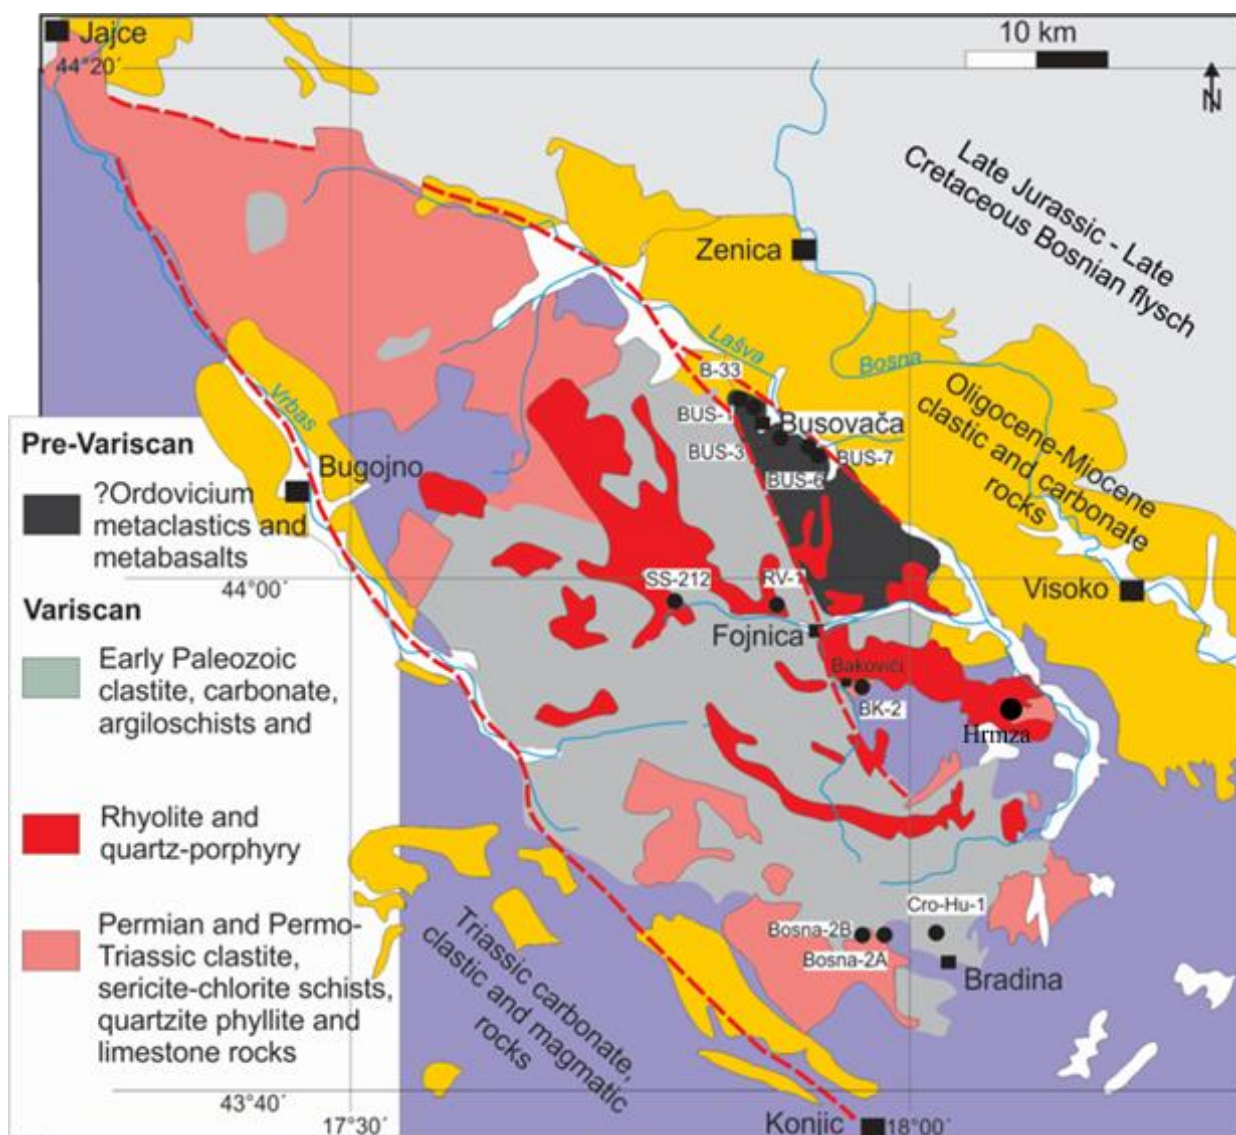 Jajce
10 km
44°20´
N
Late Jurassic - Late
Cretaceous Bosnian flysch
Zenica
Lašva
Bosna
B-33
BUS-1
Busovača
BUS-3
BUS-7
BUS-6
Oligocene-Miocene
clastic and carbonate
rocks
Vrbas
Bugojno
Pre-Variscan
?Ordovicium
metaclastics and
metabasalts
44°00´
SS-212
RV-1
Visoko
Fojnica
Variscan
Early Paleozoic
clastite, carbonate,
argiloschists and
Bakovići
BK-2
Hrmza
Rhyolite and
quartz-porphyry
Permian and Permo-
Triassic clastite,
sericite-chlorite schists,
quartzite phyllite and
limestone rocks
Cro-Hu-1
Bosna-2B
Bosna-2A
Bradina
Triassic carbonate,
clastic and magmatic
rocks
43°40´
17°30´
Konjic
18°00´